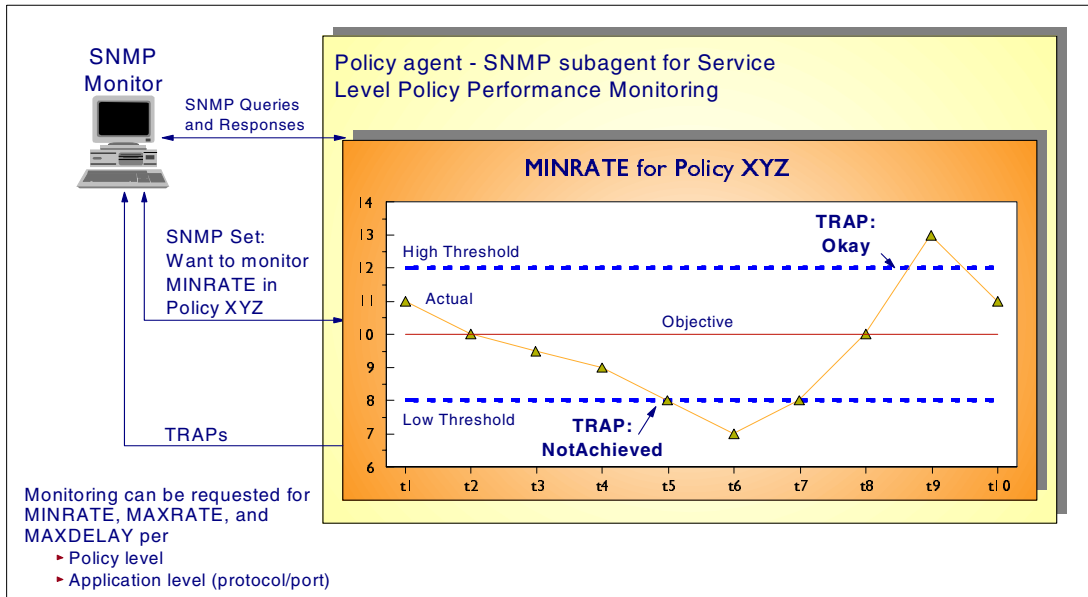 SNMP
Monitor
SNMP Queries
and Responses
SNMP Set:
Want to monitor
MINRATE in
Policy XYZ
TRAPs
Monitoring can be requested for
MINRATE, MAXRATE, and
MAXDELAY per
Policy level
Application level (protocol/port)
Policy agent - SNMP subagent for Service
Level Policy Performance Monitoring
MINRATE for Policy XYZ
14
13
12
11
10
9
8
7
6
High Threshold
Actual
Objective
Low Threshold
TRAP:
Okay
TRAP:
NotAchieved
t1 t2 t3 t4 t5 t6 t7 t8 t9 t10